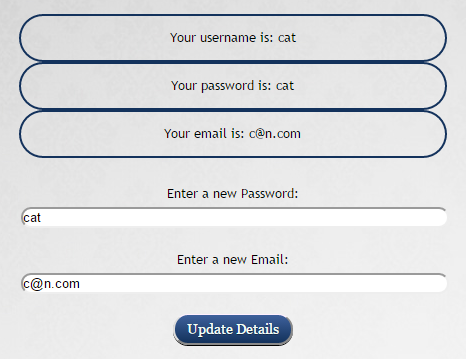 Your username is: cat
Your password is: cat
Your email is: c@n.com
Enter a new Password:
cat
Enter a new Email:
c@n.com
Update Details